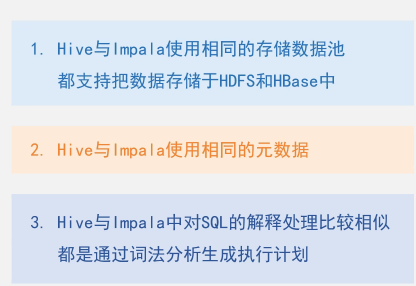 1. Hive与Impala使用相同的存储数据池
都支持把数据存储于HDFS和HBase中
2. Hive与Impala使用相同的元数据
3. Hive与Impala中对SQL的解释处理比较相似
都是通过词法分析生成执行计划